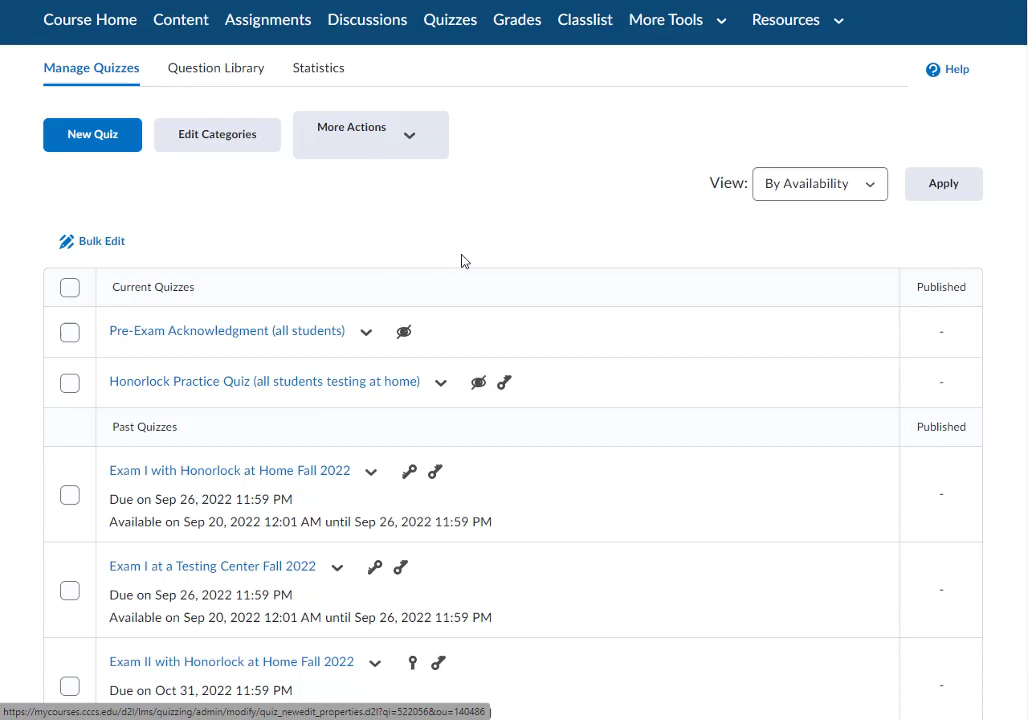 Course Home Content Assignments Discussions Quizzes Grades Classlist More Tools Resources
Manage Quizzes Question Library Statistics Help
New Quiz Edit Categories More Actions
View: By Availability Apply
Bulk Edit
Current Quizzes Published
Pre-Exam Acknowledgment (all students) -
Honorlock Practice Quiz (all students testing at home) -
Past Quizzes Published
Exam I with Honorlock at Home Fall 2022
Due on Sep 26, 2022 11:59 PM -
Available on Sep 20, 2022 12:01 AM until Sep 26, 2022 11:59 PM
Exam I at a Testing Center Fall 2022
Due on Sep 26, 2022 11:59 PM -
Available on Sep 20, 2022 12:01 AM until Sep 26, 2022 11:59 PM
Exam II with Honorlock at Home Fall 2022
Due on Oct 31, 2022 11:59 PM -
https://mycourses.cccs.edu/d2l/lms/quizzing/admin/modify/quiz_newedit_properties.d2l?qi=522056&ou=140486